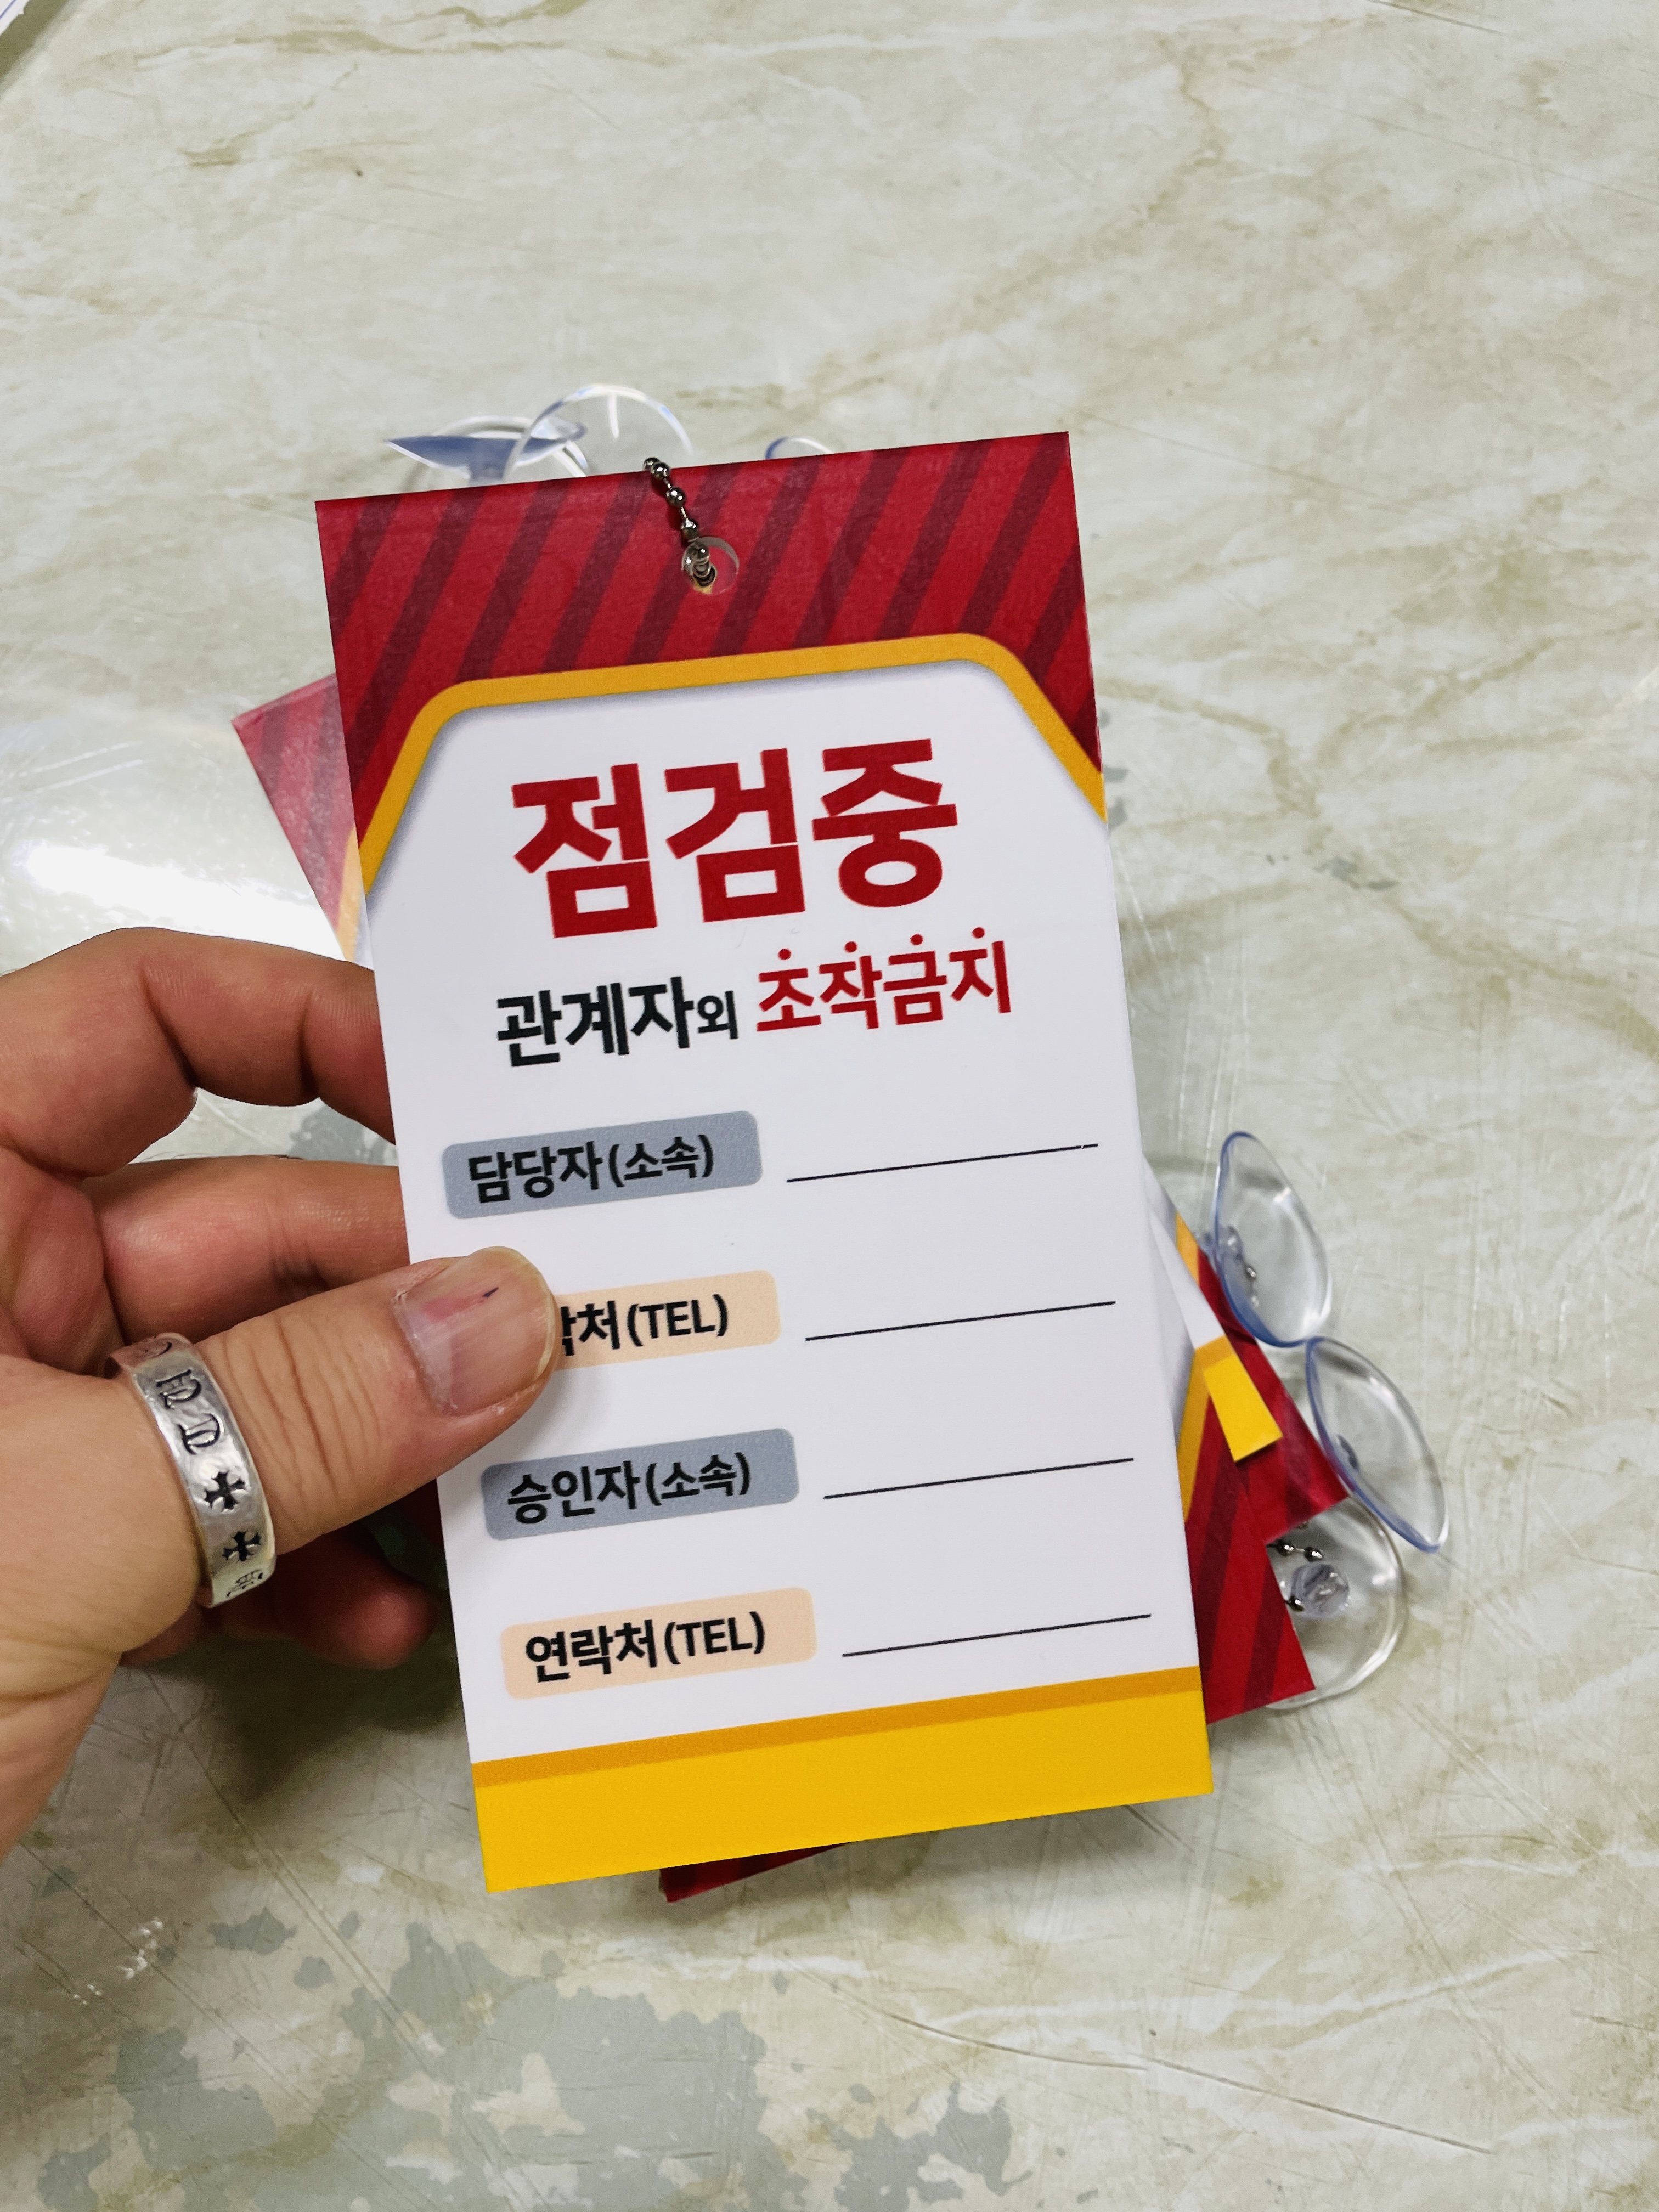 점검중
관계자외 조작금지
담당자(소속)
락처(TEL)
승인자(소속)
연락처(TEL)